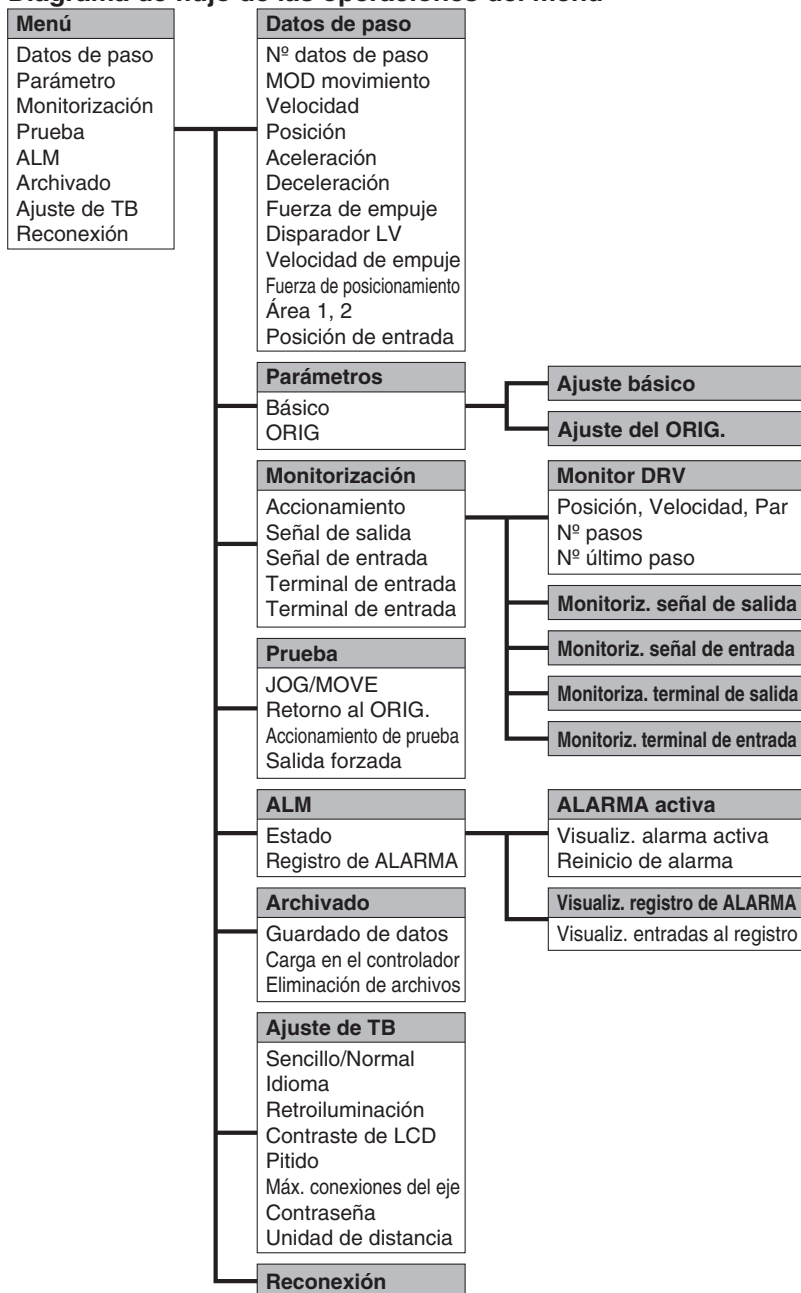 Diagrama de flujo de las operaciones del menú
Menú
Datos de paso
Parámetro
Monitorización
Prueba
ALM
Archivado
Ajuste de TB
Reconexión
Datos de paso
Nº datos de paso
MOD movimiento
Velocidad
Posición
Aceleración
Deceleración
Fuerza de empuje
Disparador LV
Velocidad de empuje
Fuerza de posicionamiento
Área 1, 2
Posición de entrada
Parámetros
Básico
ORIG
Ajuste básico
Ajuste del ORIG.
Monitorización
Accionamiento
Señal de salida
Señal de entrada
Terminal de entrada
Terminal de entrada
Monitor DRV
Posición, Velocidad, Par
Nº pasos
Nº último paso
Monitoriz. señal de salida
Monitoriz. señal de entrada
Monitoriza. terminal de salida
Monitoriz. terminal de entrada
Prueba
JOG/MOVE
Retorno al ORIG.
Accionamiento de prueba
Salida forzada
ALM
Estado
Registro de ALARMA
ALARMA activa
Visualiz. alarma activa
Reinicio de alarma
Visualiz. registro de ALARMA
Visualiz. entradas al registro
Archivado
Guardado de datos
Carga en el controlador
Eliminación de archivos
Ajuste de TB
Sencillo/Normal
Idioma
Retroiluminación
Contraste de LCD
Pitido
Máx. conexiones del eje
Contraseña
Unidad de distancia
Reconexión